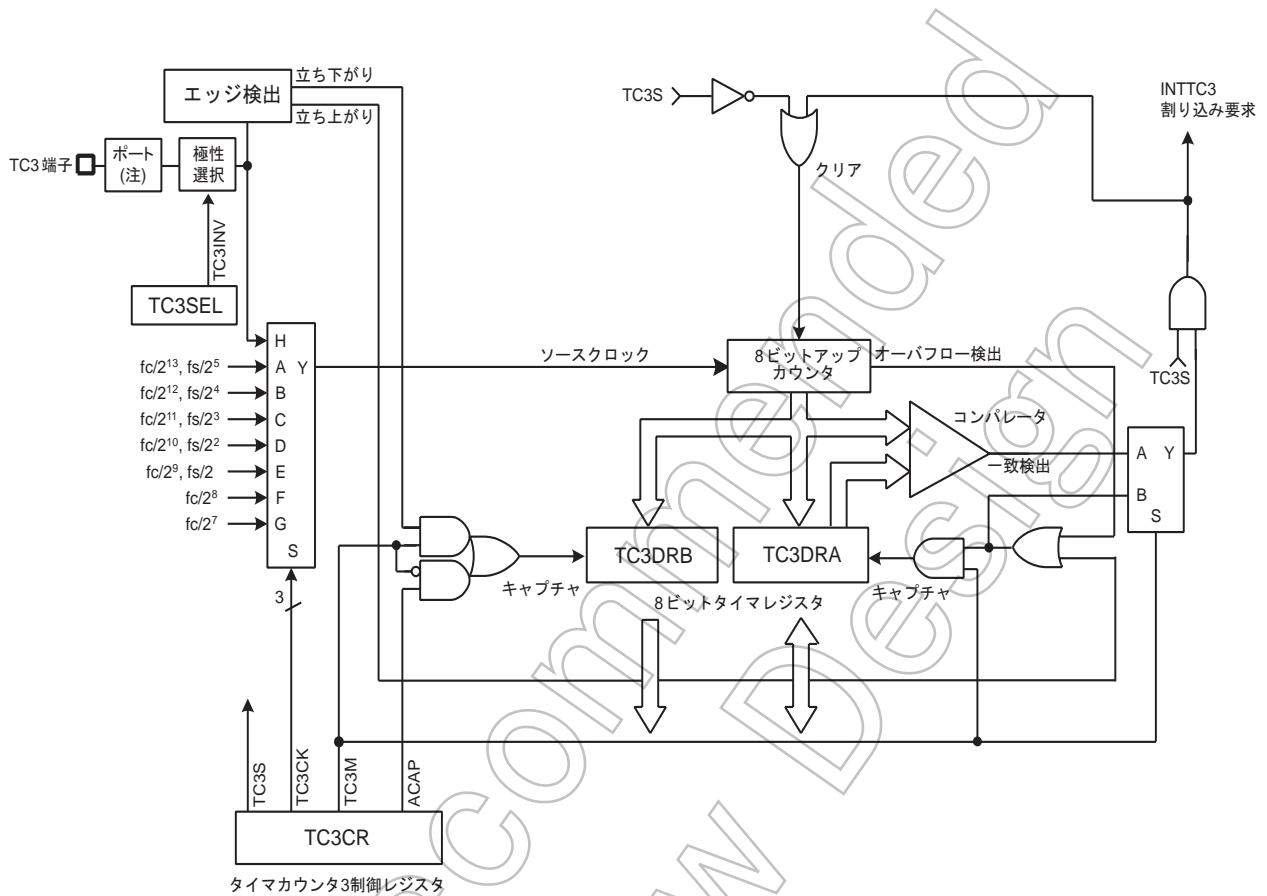 エッジ検出
立ち下がり
立ち上がり
TC3 端子
ポート
(注)
極性
選択
TC3INV
TC3SEL
TC3S
クリア
INTTC3
割り込み要求
TC3S
H
fc/2¹³, fs/2⁵
A
Y
fc/2¹², fs/2⁴
B
fc/2¹¹, fs/2³
C
fc/2¹⁰, fs/2²
D
fc/2⁹, fs/2
E
fc/2⁸
F
fc/2⁷
G
S
3
ソースクロック
8ビットアップ
カウンタ
オーバフロー検出
コンパレータ
一致検出
A
Y
B
S
TC3DRB
TC3DRA
キャプチャ
キャプチャ
8ビットタイマレジスタ
TC3S
TC3CK
TC3M
ACAP
TC3CR
タイマカウンタ3制御レジスタ
commended
w Design